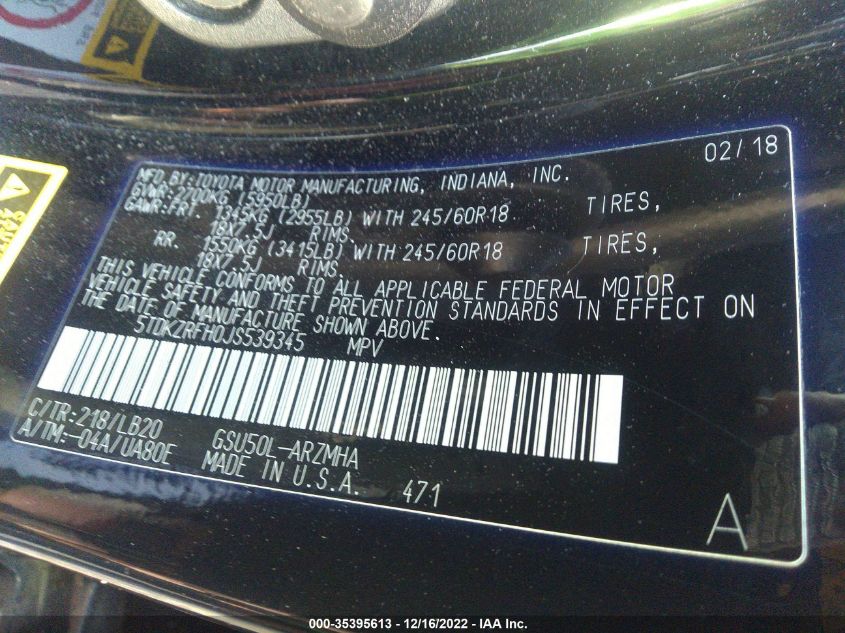 02/18
MFD.BY:TOYOTA MOTOR MANUFACTURING, INDIANA, INC.
GVWR:2700KG (5950LB)
GAWR:FRT. 1345KG (2955LB) WITH 245/60R18 TIRES,
18X7.5J RIMS.
RR. 1550KG (3415LB) WITH 245/60R18 TIRES,
18X7.5J RIMS.
THIS VEHICLE CONFORMS TO ALL APPLICABLE FEDERAL MOTOR
VEHICLE SAFETY AND THEFT PREVENTION STANDARDS IN EFFECT ON
THE DATE OF MANUFACTURE SHOWN ABOVE.
5TDKZRFH0JS539345 MPV
C/TR:218/LB20 GSU50L-ARZMHA
A/TM:-04A/UA80E MADE IN U.S.A. 471
A
000-35395613 - 12/16/2022 - IAA Inc.